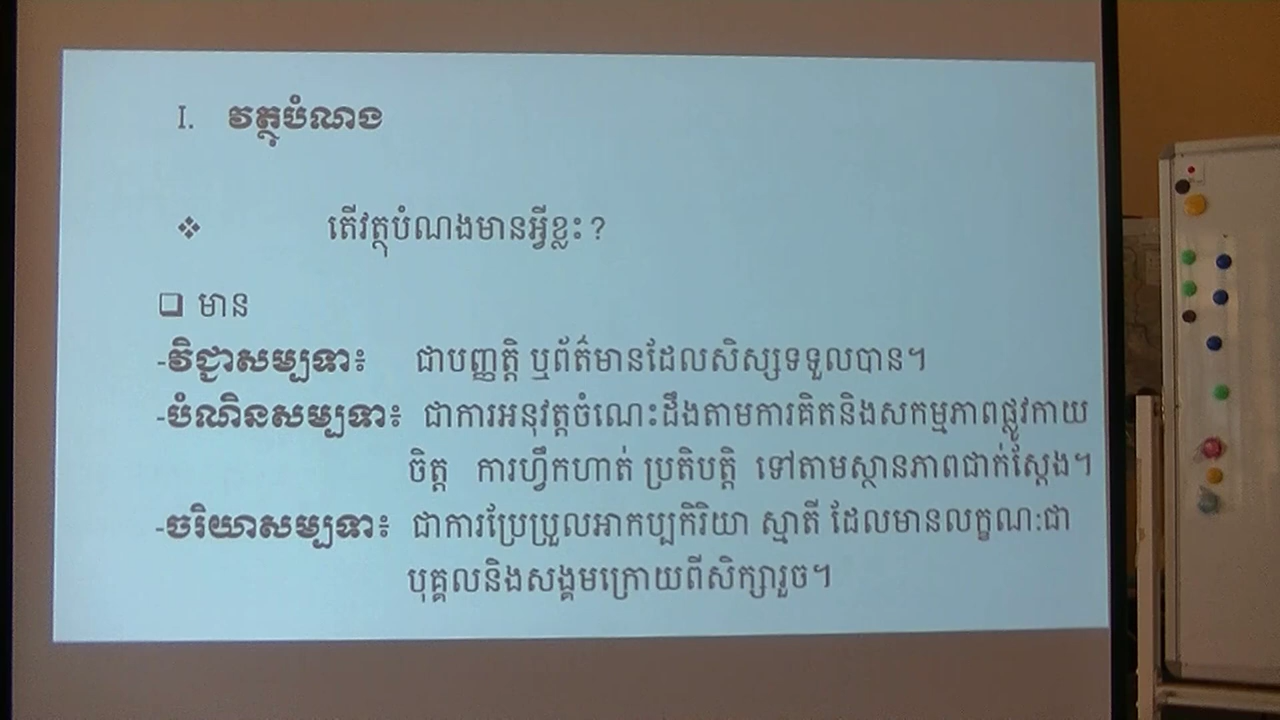 I. វត្ថុបំណង
❖ តើវត្ថុបំណងមានអ្វីខ្លះ ?
❑ មាន
-វិជ្ជាសម្បទា៖ ជាបញ្ញត្តិ ឬព័ត៌មានដែលសិស្សទទួលបាន។
-បំណិនសម្បទា៖ ជាការអនុវត្តចំណេះដឹងតាមការគិតនិងសកម្មភាពផ្លូវកាយ
ចិត្ត ការហ្វឹកហាត់ ប្រតិបត្តិ ទៅតាមស្ថានភាពជាក់ស្តែង។
-ចរិយាសម្បទា៖ ជាការប្រែប្រួលអាកប្បកិរិយា ស្មាតី ដែលមានលក្ខណៈជា
បុគ្គលនិងសង្គមក្រោយពីសិក្សារួច។